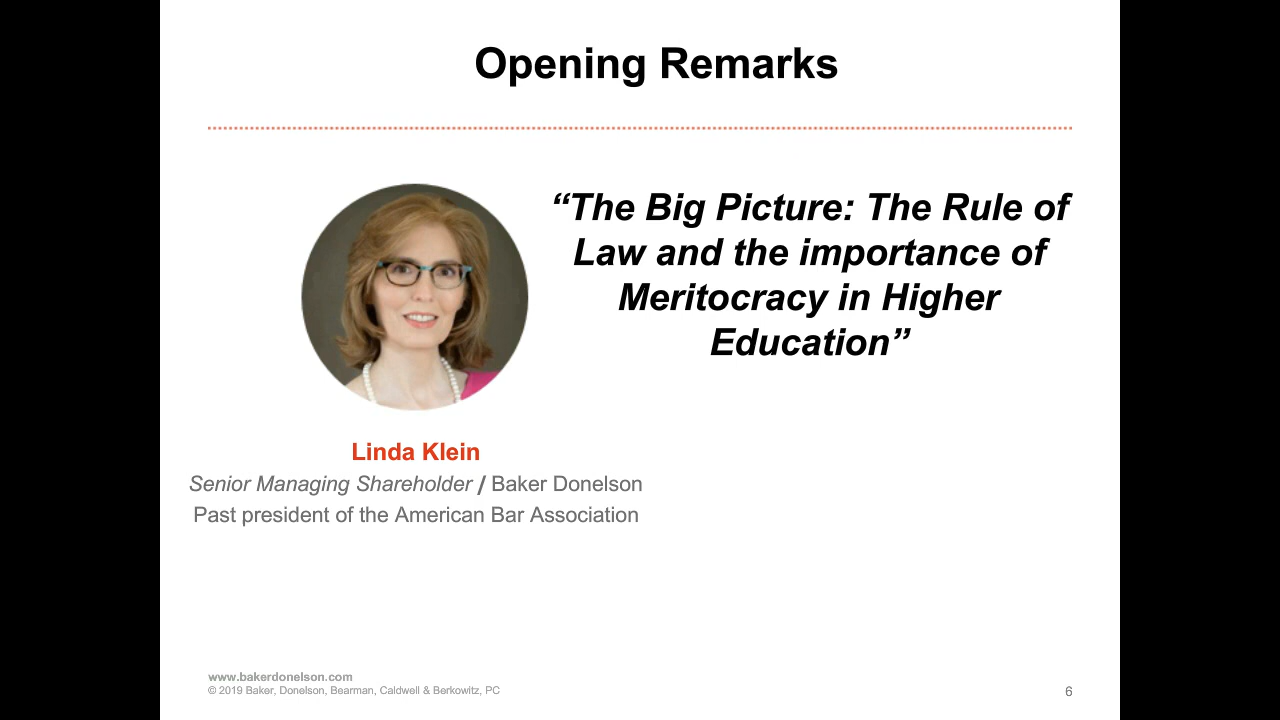 Opening Remarks
“The Big Picture: The Rule of
Law and the importance of
Meritocracy in Higher
Education”
Linda Klein
Senior Managing Shareholder / Baker Donelson
Past president of the American Bar Association
www.bakerdonelson.com
© 2019 Baker, Donelson, Bearman, Caldwell & Berkowitz, PC
6